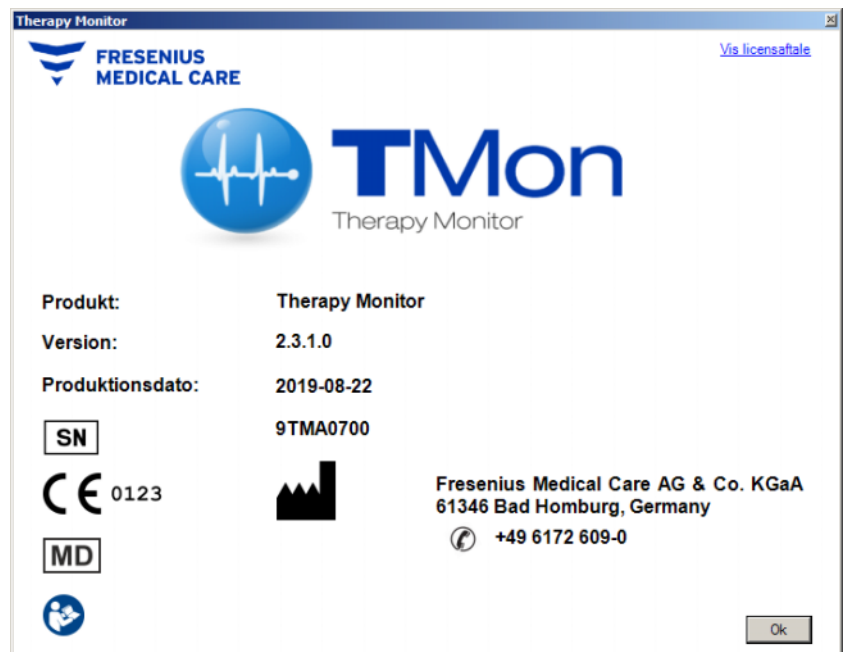 Therapy Monitor
FRESENIUS
MEDICAL CARE
Vis licensaftale
TMon
Therapy Monitor
Produkt: Therapy Monitor
Version: 2.3.1.0
Produktionsdato: 2019-08-22
SN 9TMA0700
CE 0123
Fresenius Medical Care AG & Co. KGaA
61346 Bad Homburg, Germany
+49 6172 609-0
MD
Ok